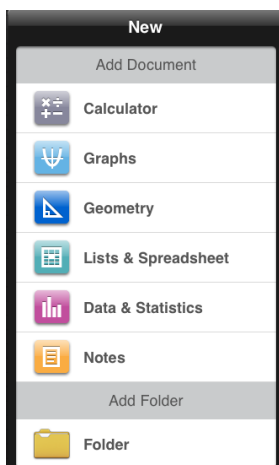 New
Add Document
Calculator
Graphs
Geometry
Lists & Spreadsheet
Data & Statistics
Notes
Add Folder
Folder